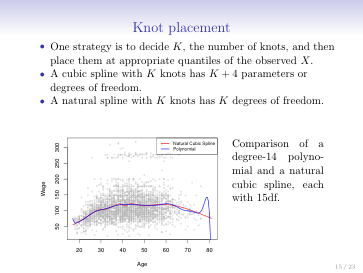 Knot placement
• One strategy is to decide K, the number of knots, and then
place them at appropriate quantiles of the observed X.
• A cubic spline with K knots has K + 4 parameters or
degrees of freedom.
• A natural spline with K knots has K degrees of freedom.
Natural Cubic Spline
Polynomial
Wage
50 100 150 200 250 300
20 30 40 50 60 70 80
Age
Comparison of a
degree-14 polyno-
mial and a natural
cubic spline, each
with 15df.
15 / 23